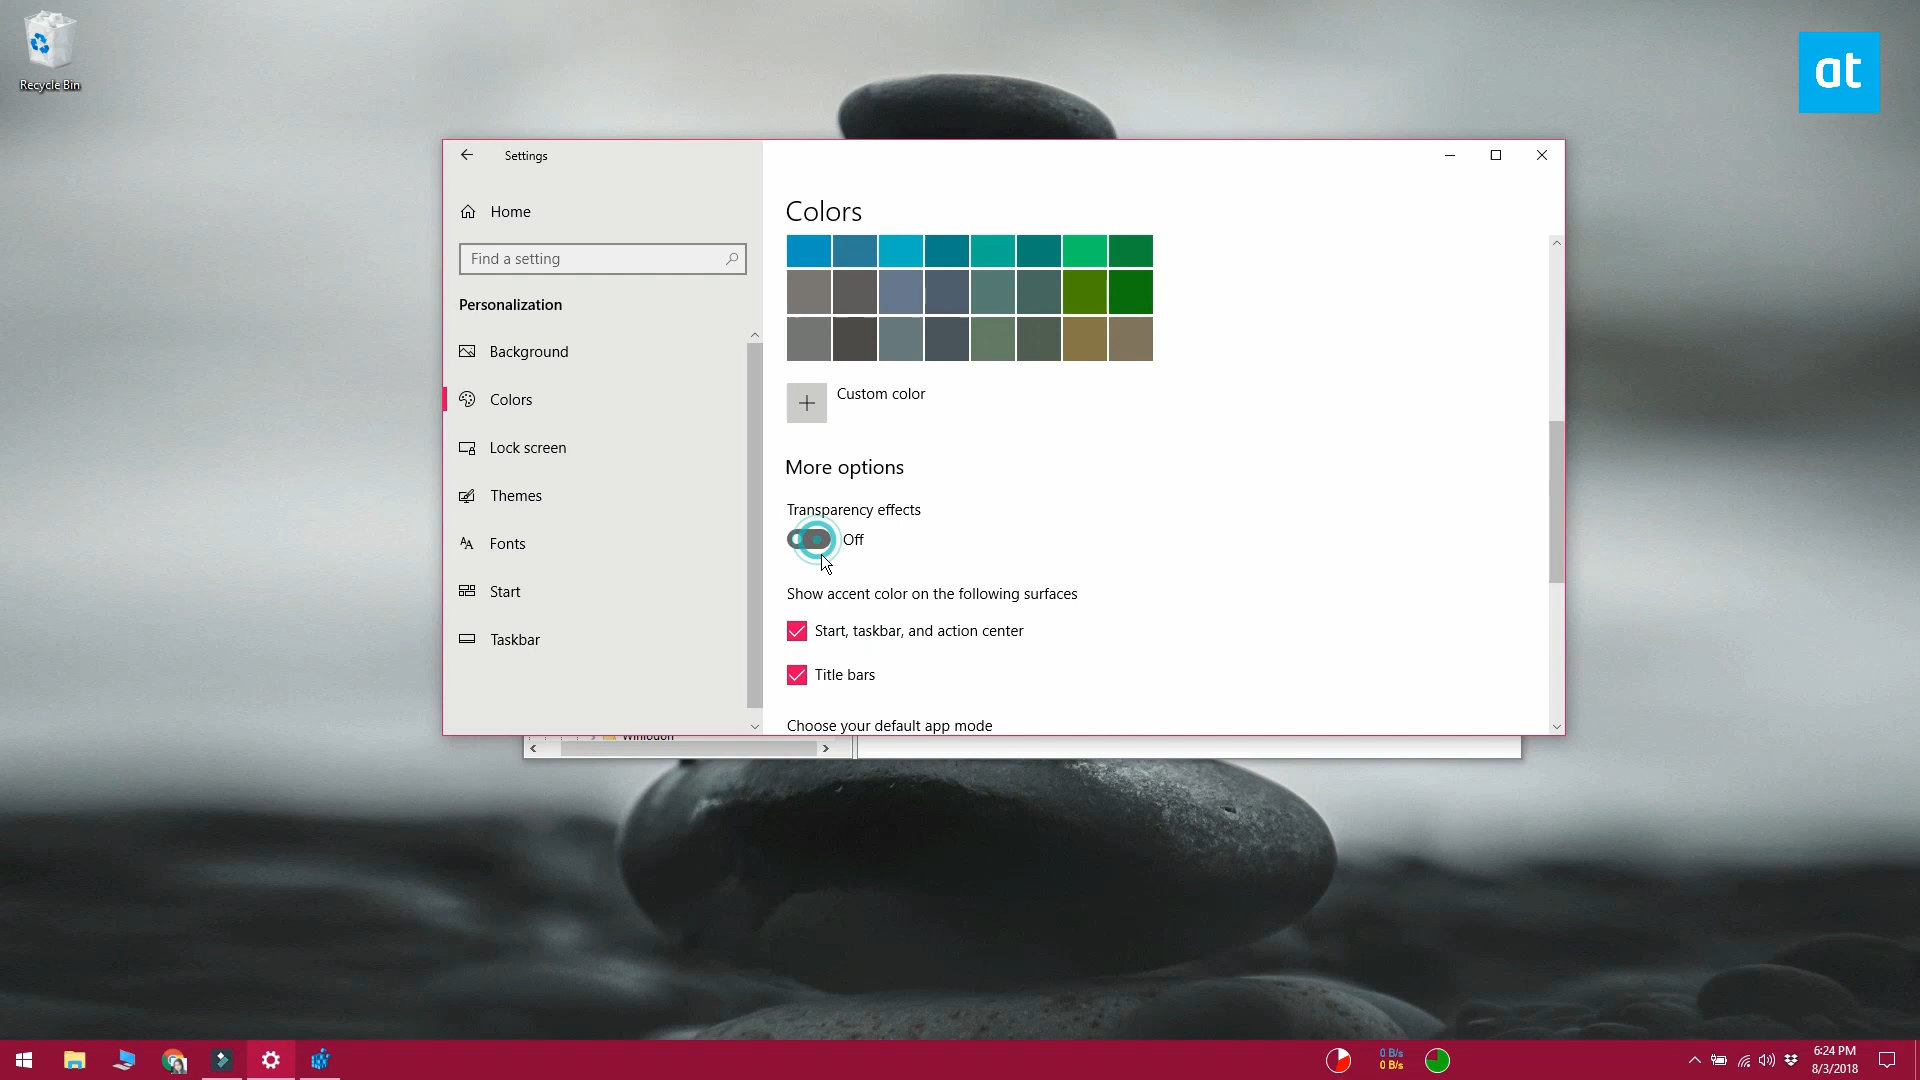 Recycle Bin
at
Settings
Home
Find a setting
Personalization
Background
Colors
Lock screen
Themes
Fonts
Start
Taskbar
Colors
Custom color
More options
Transparency effects
Off
Show accent color on the following surfaces
Start, taskbar, and action center
Title bars
Choose your default app mode
Winlogon
0 B/s
0 B/s
6:24 PM
8/3/2018